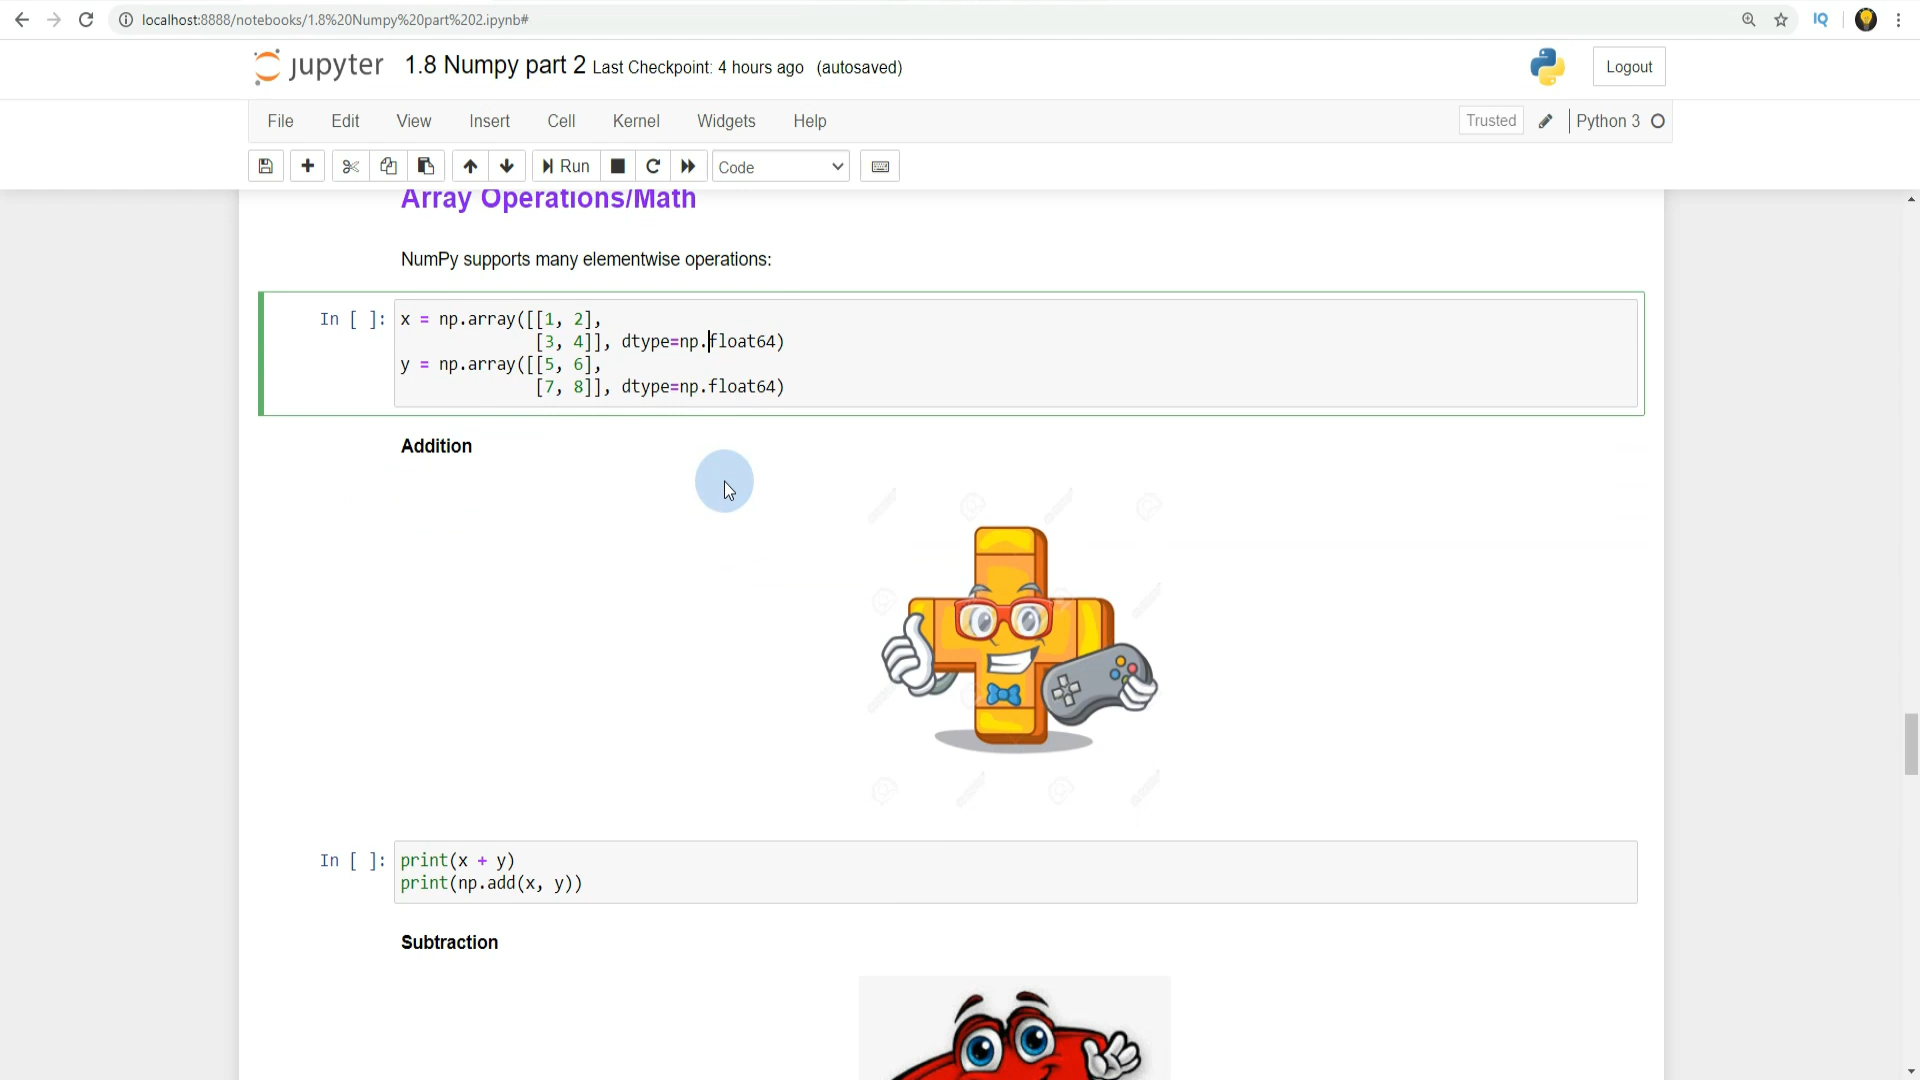 localhost:8888/notebooks/1.8%20Numpy%20part%202.ipynb#
IQ
jupyter 1.8 Numpy part 2 Last Checkpoint: 4 hours ago (autosaved)
Logout
File Edit View Insert Cell Kernel Widgets Help
Trusted Python 3
Run Code
Array Operations/Math
NumPy supports many elementwise operations:
In [ ]: x = np.array([[1, 2],
[3, 4]], dtype=np.float64)
y = np.array([[5, 6],
[7, 8]], dtype=np.float64)
Addition
In [ ]: print(x + y)
print(np.add(x, y))
Subtraction